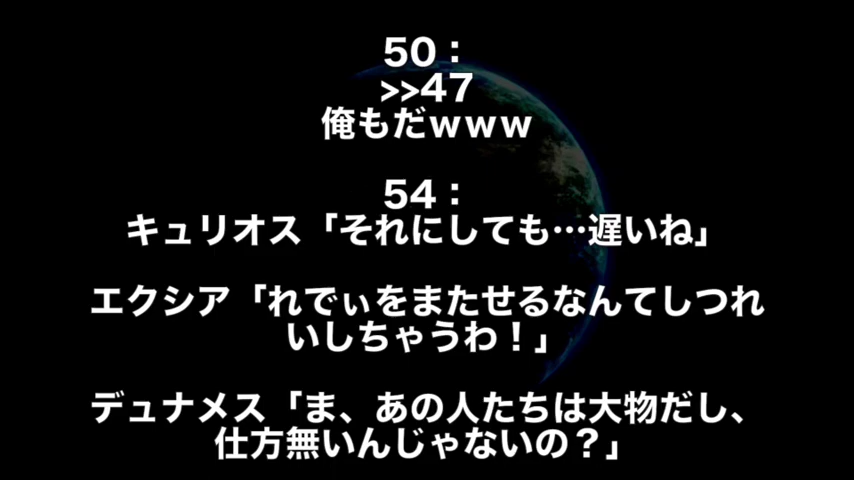 50：
>>47
俺もだwww
54：
キュリオス「それにしても…遅いね」
エクシア「れでぃをまたせるなんてしつれ
いしちゃうわ！」
デュナメス「ま、あの人たちは大物だし、
仕方無いんじゃないの？」